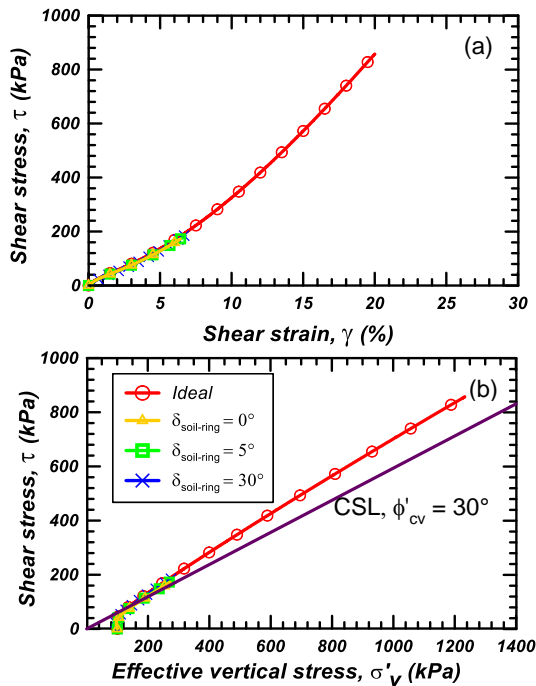 1000
800
600
400
200
0
Shear stress, τ (kPa)
(a)
0 5 10 15 20 25 30
Shear strain, γ (%)
1000
800
600
400
200
0
Shear stress, τ (kPa)
(b)
Ideal
δsoil-ring = 0°
δsoil-ring = 5°
δsoil-ring = 30°
CSL, ϕ'cv = 30°
200 400 600 800 1000 1200 1400
Effective vertical stress, σ'v (kPa)